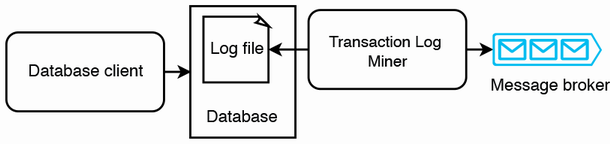 Database client
Log file
Database
Transaction Log
Miner
Message broker